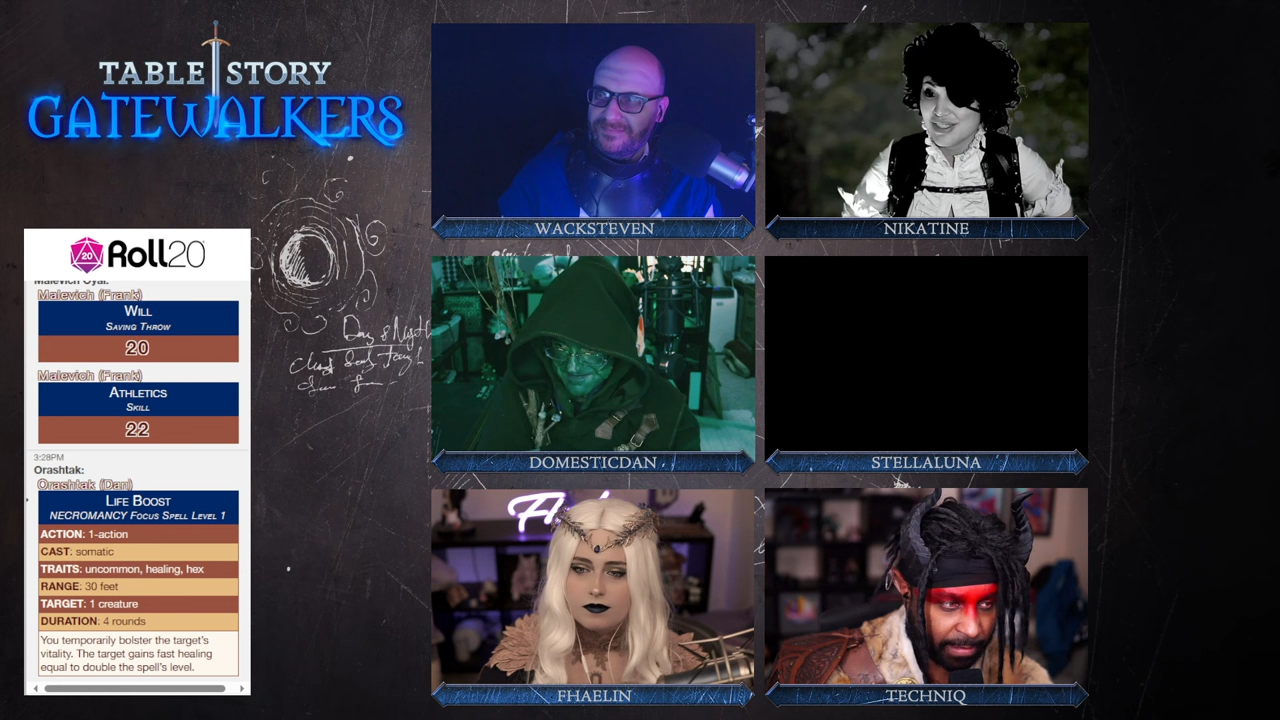 TABLE STORY
GATEWALKERS
WACKSTEVEN
NIKATINE
DOMESTICDAN
STELLALUNA
FHAELIN
TECHNIQ
20
Roll20
Malevich (Frank)
WILL
SAVING THROW
20
Malevich (Frank)
ATHLETICS
SKILL
22
3:28PM
Orashtak:
Orashtak (Dan)
LIFE BOOST
NECROMANCY FOCUS SPELL LEVEL 1
ACTION: 1-action
CAST: somatic
TRAITS: uncommon, healing, hex
RANGE: 30 feet
TARGET: 1 creature
DURATION: 4 rounds
You temporarily bolster the target's
vitality. The target gains fast healing
equal to double the spell's level.
Day & Night